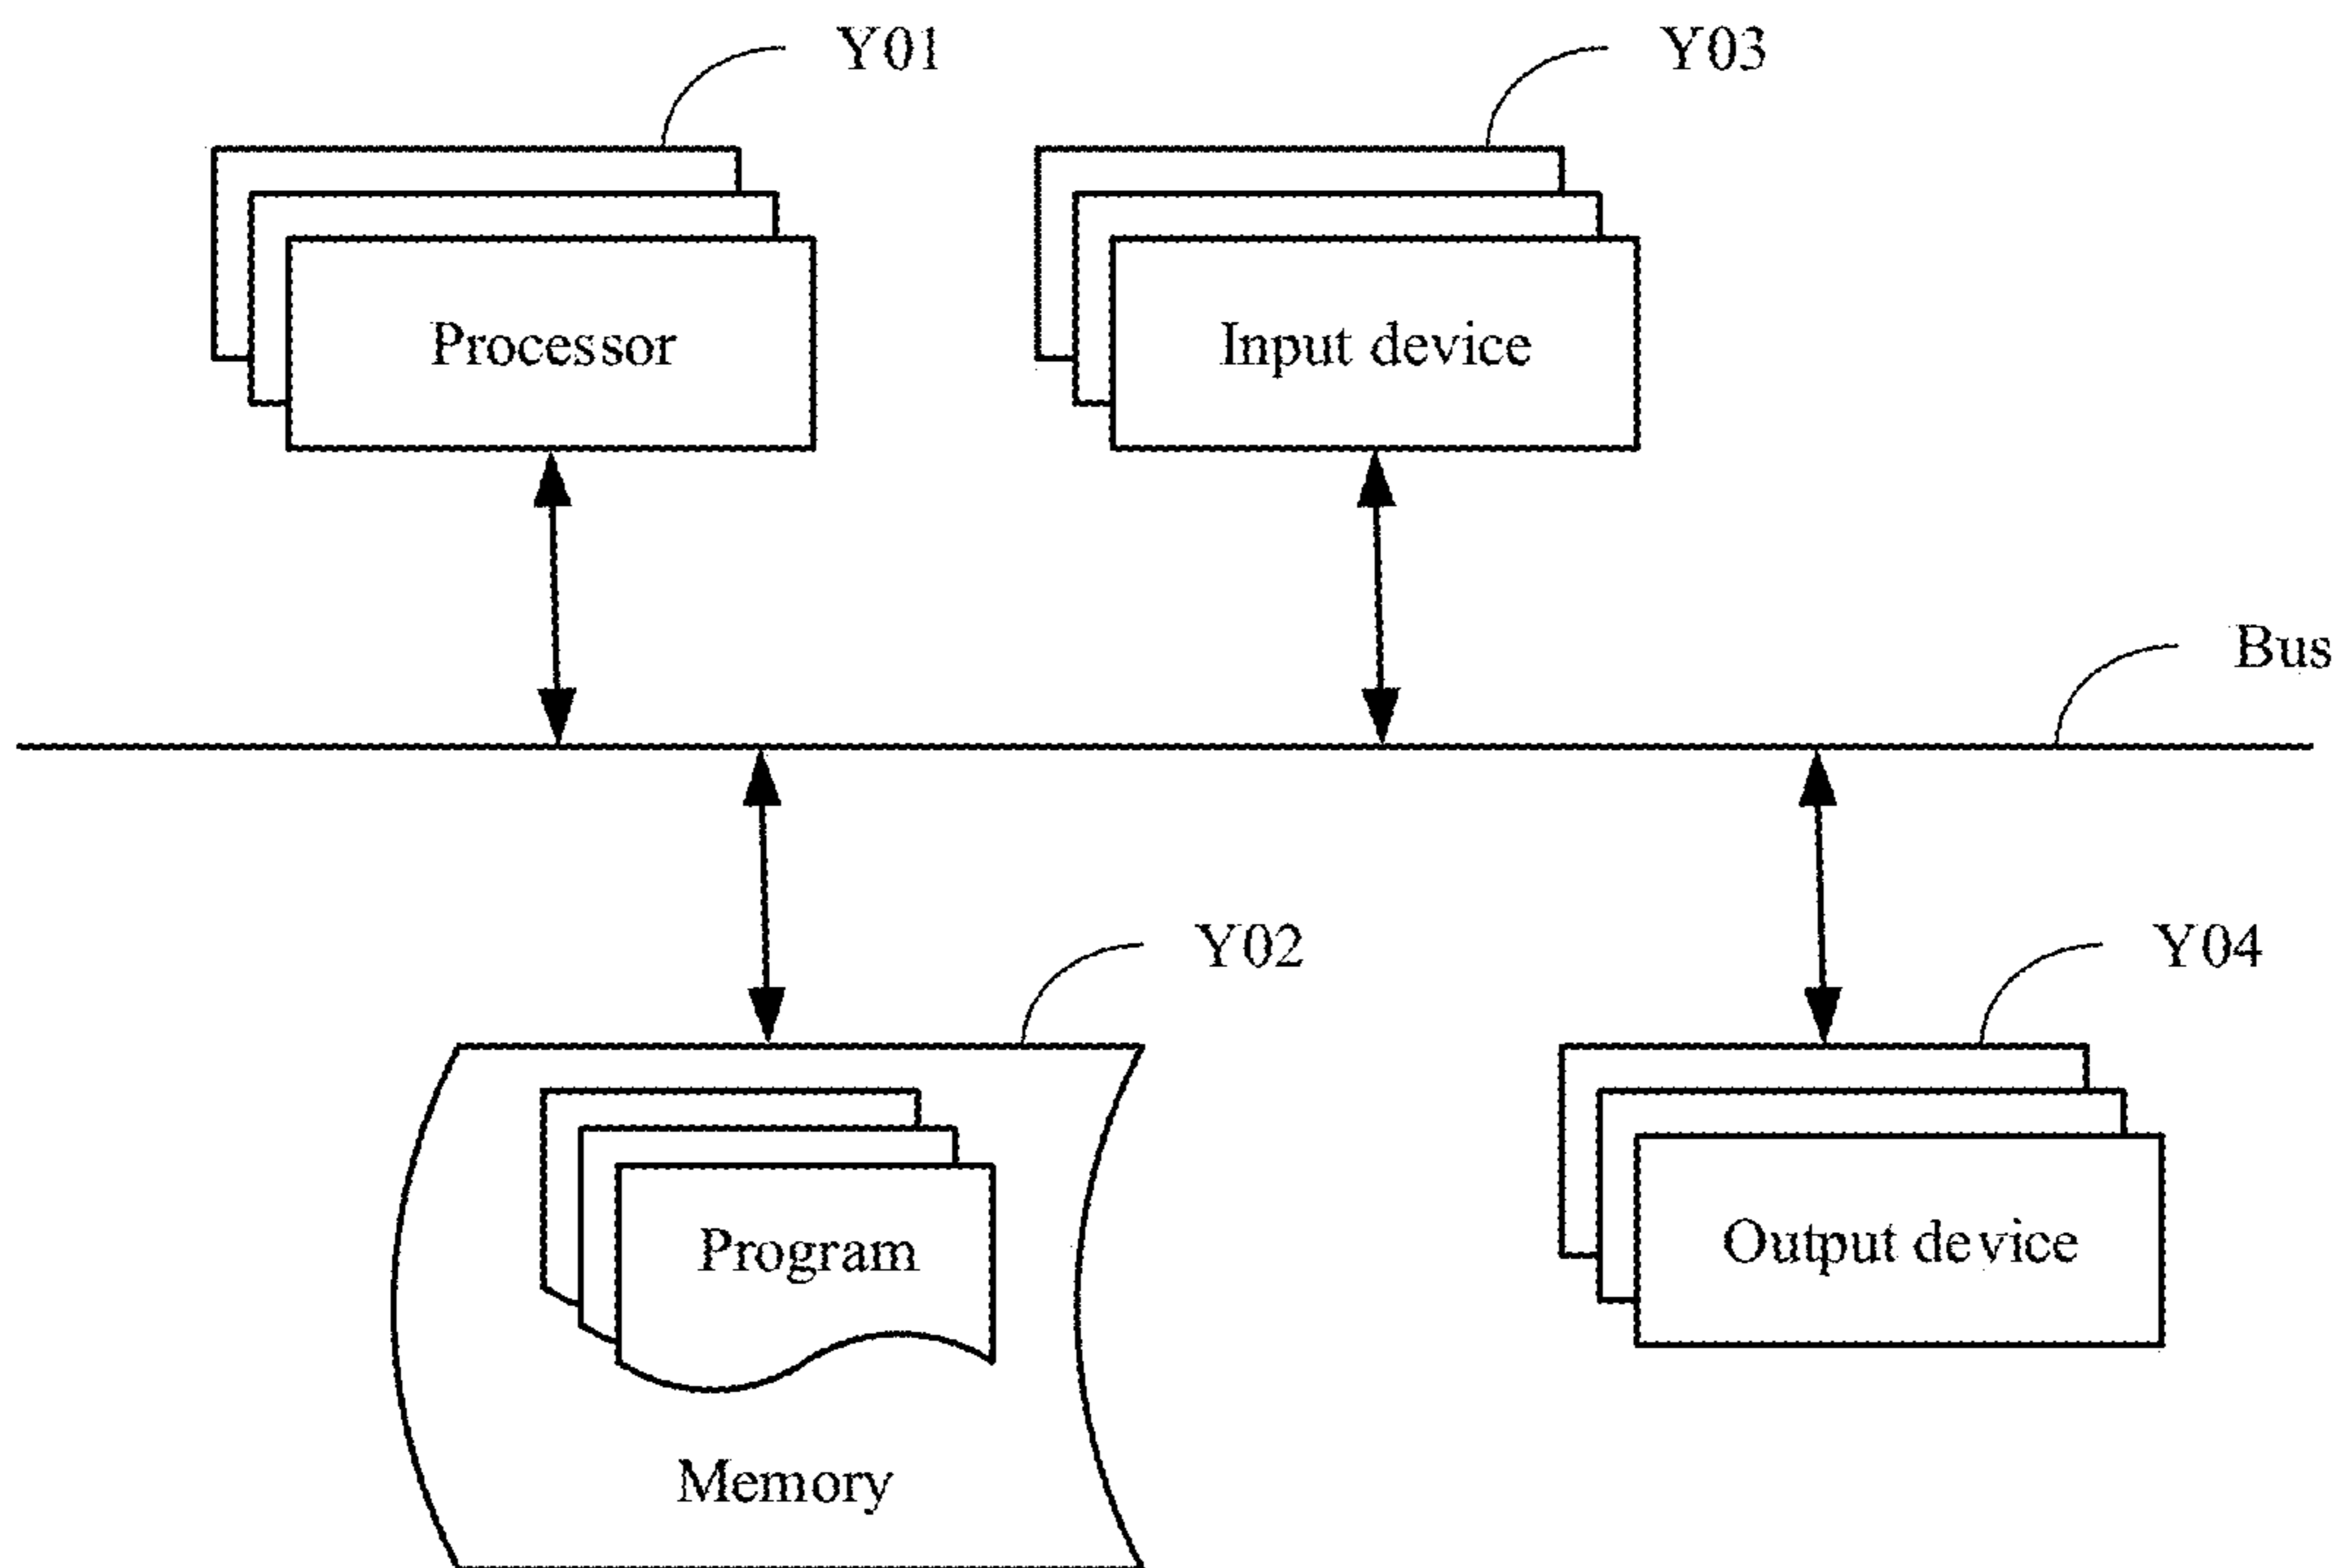 Y01
Y03
Processor
Input device
Bus
Y02
Y04
Program
Output device
Memory